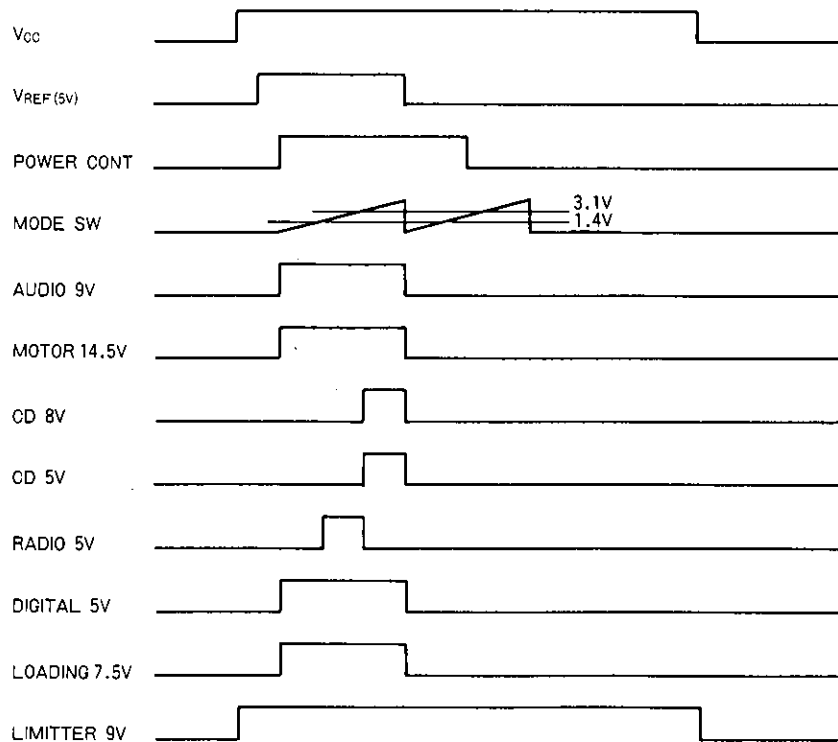 Vcc
VREF (5V)
POWER CONT
3.1V
1.4V
MODE SW
AUDIO 9V
MOTOR 14.5V
CD 8V
CD 5V
RADIO 5V
DIGITAL 5V
LOADING 7.5V
LIMITTER 9V